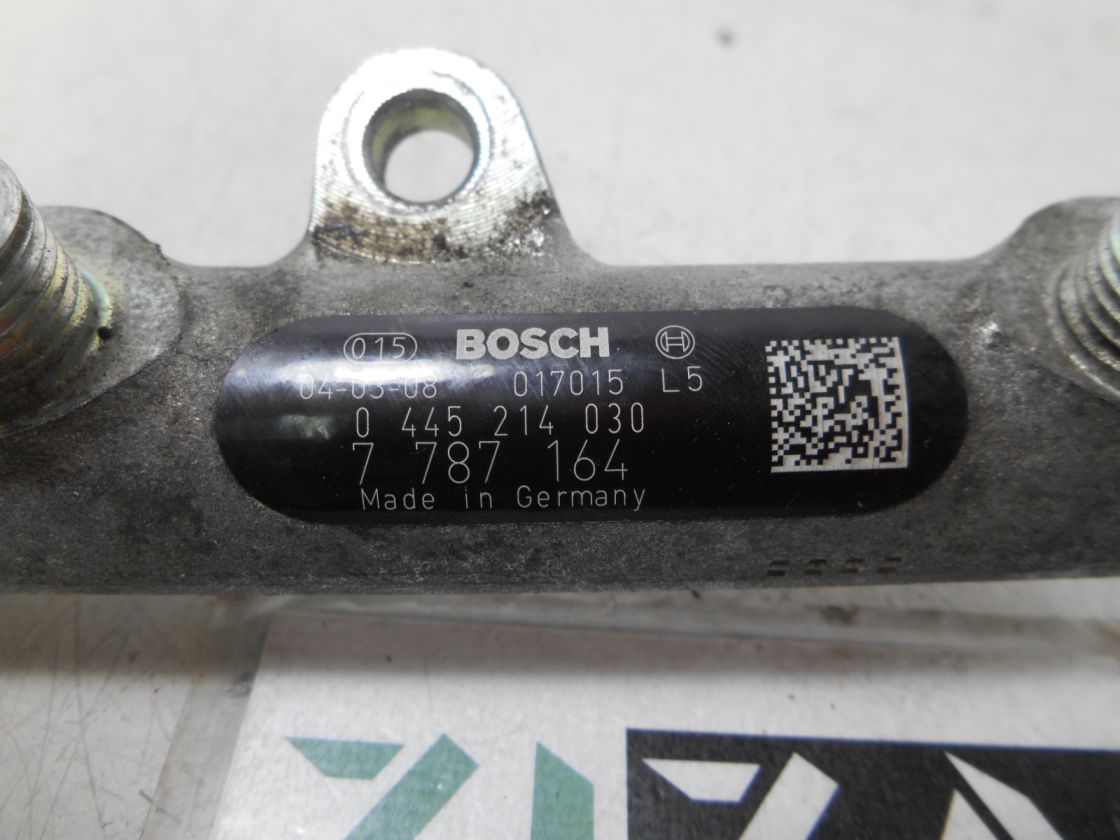 015 BOSCH H
04-03-08 017015 L5
0 445 214 030
7 787 164
Made in Germany